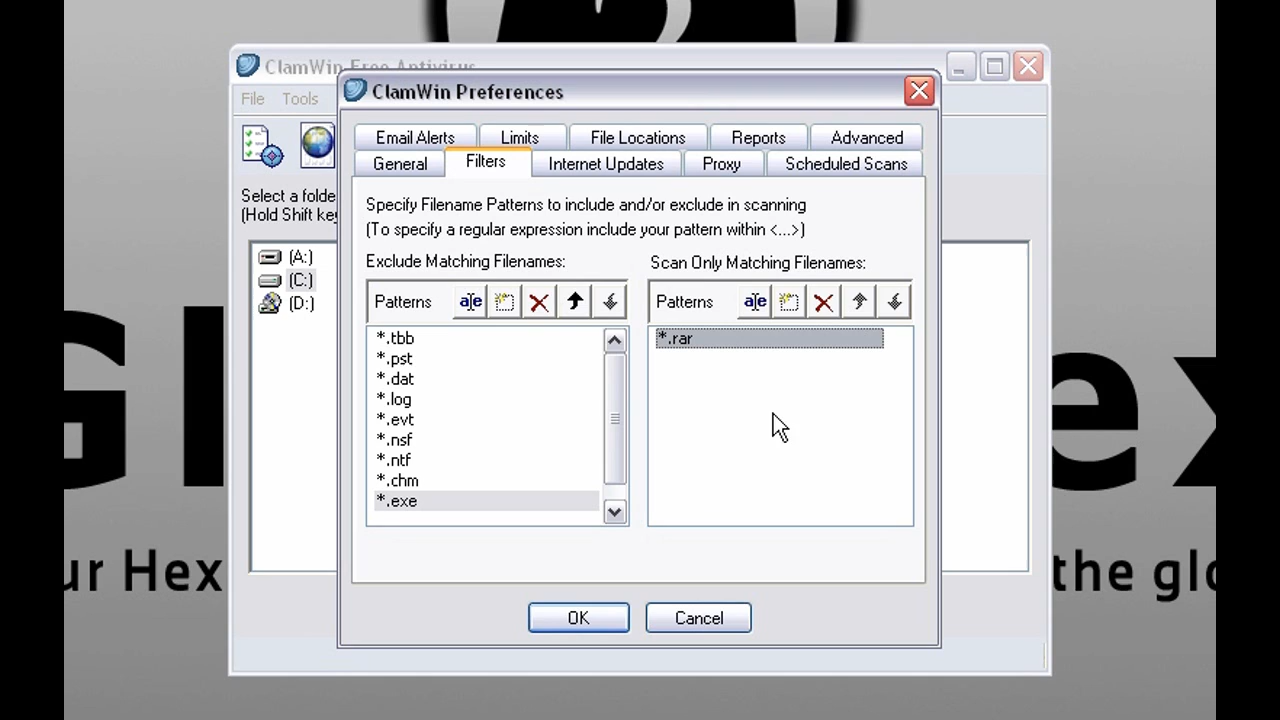 ClamWin Free Antivirus
File Tools
ClamWin Preferences
Email Alerts Limits File Locations Reports Advanced
General Filters Internet Updates Proxy Scheduled Scans
Select a folde
(Hold Shift key
Specify Filename Patterns to include and/or exclude in scanning
(To specify a regular expression include your pattern within <...>)
Exclude Matching Filenames:
Scan Only Matching Filenames:
(A:)
(C:)
(D:)
Patterns
*.tbb
*.pst
*.dat
*.log
*.evt
*.nsf
*.ntf
*.chm
*.exe
Patterns
*.rar
OK Cancel
ur Hex
the glo